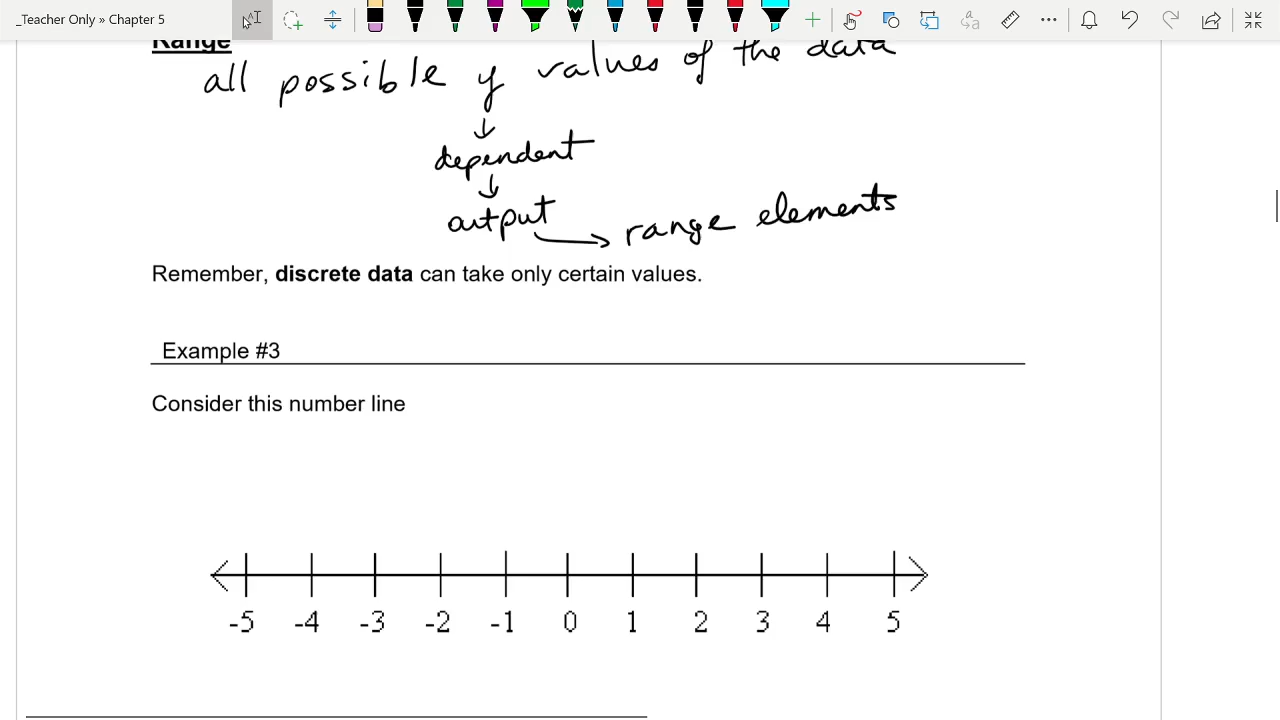 _Teacher Only » Chapter 5
Range
all possible y values of the data
dependent
output → range elements
Remember, discrete data can take only certain values.
Example #3
Consider this number line
-5 -4 -3 -2 -1 0 1 2 3 4 5